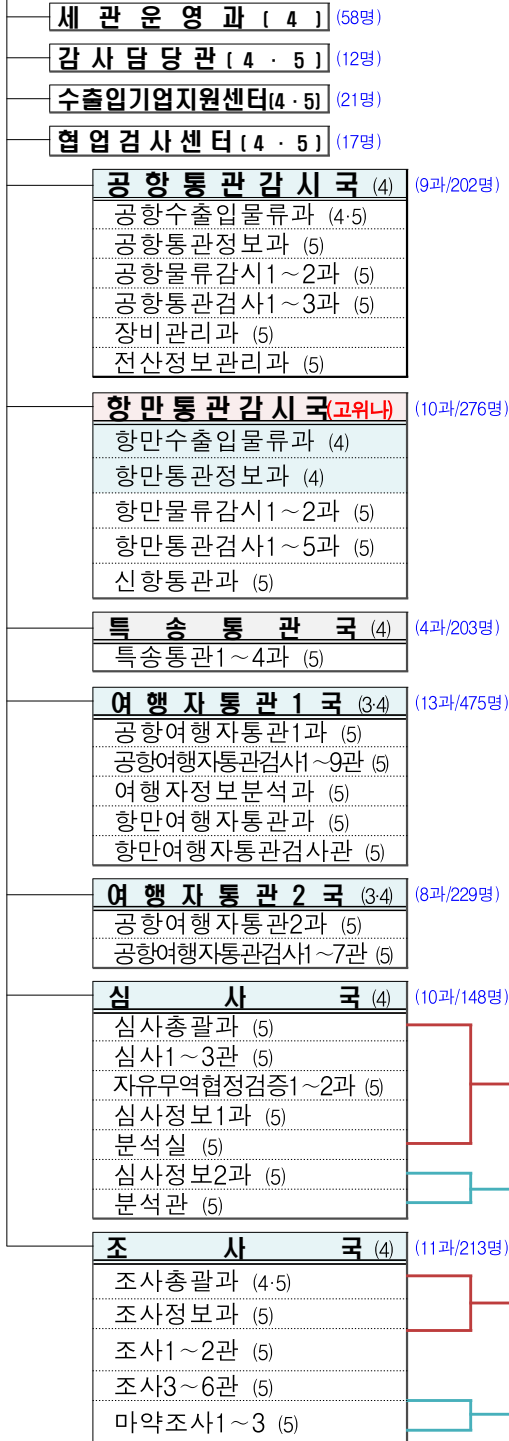 세관운영과(4) (58명)
감사담당관(4·5) (12명)
수출입기업지원센터(4·5) (21명)
협업검사센터(4·5) (17명)
공항통관감시국 (4) (9과/202명)
공항수출입물류과 (4·5)
공항통관정보과 (5)
공항물류감시1～2과 (5)
공항통관검사1～3과 (5)
장비관리과 (5)
전산정보관리과 (5)
항만통관감시국(고위나) (10과/276명)
항만수출입물류과 (4)
항만통관정보과 (4)
항만물류감시1～2과 (5)
항만통관검사1～5과 (5)
신항통관과 (5)
특송통관국 (4) (4과/203명)
특송통관1～4과 (5)
여행자통관1국 (3·4) (13과/475명)
공항여행자통관1과 (5)
공항여행자통관검사1～9관 (5)
여행자정보분석과 (5)
항만여행자통관과 (5)
항만여행자통관검사관 (5)
여행자통관2국 (3·4) (8과/229명)
공항여행자통관2과 (5)
공항여행자통관검사1～7관 (5)
심사국 (4) (10과/148명)
심사총괄과 (5)
심사1～3관 (5)
자유무역협정검증1～2과 (5)
심사정보1과 (5)
분석실 (5)
심사정보2과 (5)
분석관 (5)
조사국 (4) (11과/213명)
조사총괄과 (4·5)
조사정보과 (5)
조사1～2관 (5)
조사3～6관 (5)
마약조사1～3 (5)